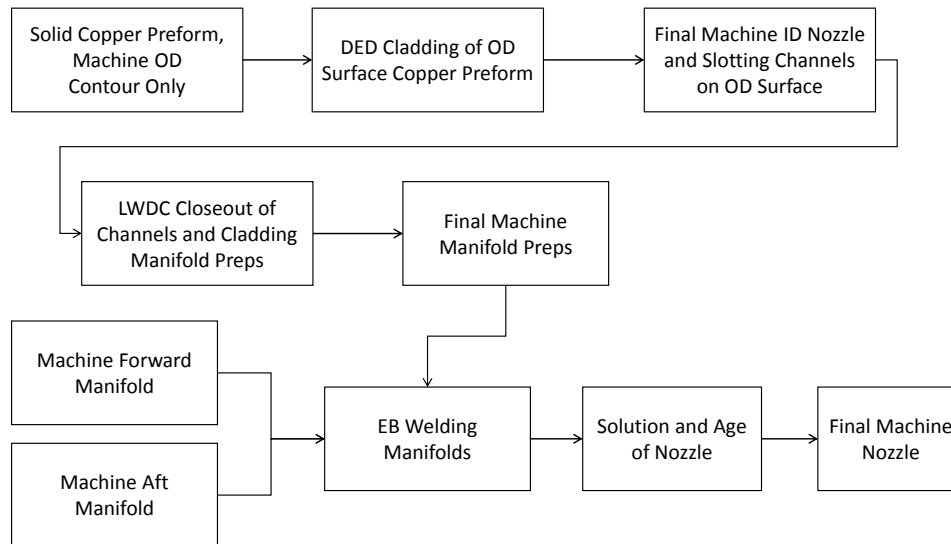 Solid Copper Preform,
Machine OD
Contour Only
DED Cladding of OD
Surface Copper Preform
Final Machine ID Nozzle
and Slotting Channels
on OD Surface
LWDC Closeout of
Channels and Cladding
Manifold Preps
Final Machine
Manifold Preps
Machine Forward
Manifold
Machine Aft
Manifold
EB Welding
Manifolds
Solution and Age
of Nozzle
Final Machine
Nozzle